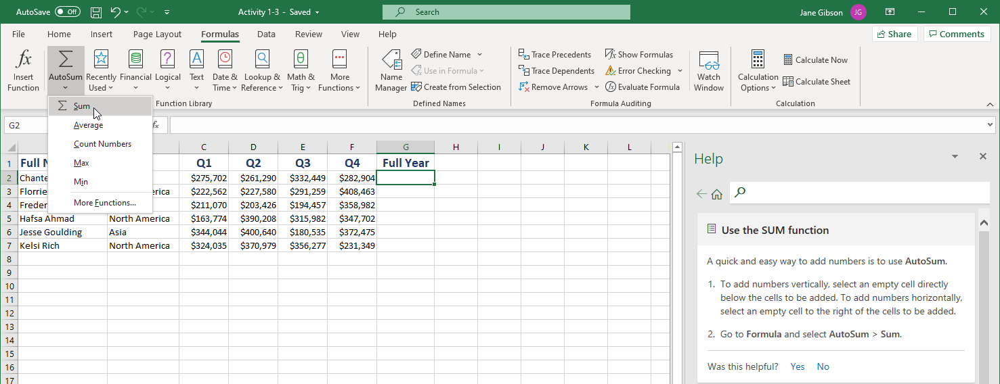 AutoSave Off Activity 1-3 - Saved Search Jane Gibson JG
File Home Insert Page Layout Formulas Data Review View Help Share Comments
fx Insert Function
Σ AutoSum
Recently Used
Financial
Logical
A Text
Date & Time
Lookup & Reference
θ Math & Trig
More Functions
Function Library
Name Manager
Define Name
Use in Formula
Create from Selection
Defined Names
Trace Precedents
Trace Dependents
Remove Arrows
Show Formulas
Error Checking
Evaluate Formula
Formula Auditing
Watch Window
Calculation Options
Calculate Now
Calculate Sheet
Calculation
Σ Sum
Average
Count Numbers
Max
Min
More Functions...
G2 fx
C D E F G H I J K L
1 Full Q1 Q2 Q3 Q4 Full Year
2 Chante $275,702 $261,290 $332,449 $282,904
3 Florrie rica $222,562 $227,580 $291,259 $408,463
4 Freder $211,070 $203,426 $194,457 $358,982
5 Hafsa Ahmad North America $163,774 $390,208 $315,982 $347,702
6 Jesse Goulding Asia $344,044 $400,640 $180,535 $372,475
7 Kelsi Rich North America $324,035 $370,979 $356,277 $231,349
8
9
10
11
12
13
14
15
16
17
Help
Use the SUM function
A quick and easy way to add numbers is to use AutoSum.
1. To add numbers vertically, select an empty cell directly
below the cells to be added. To add numbers horizontally,
select an empty cell to the right of the cells to be added.
2. Go to Formula and select AutoSum > Sum.
Was this helpful? Yes No